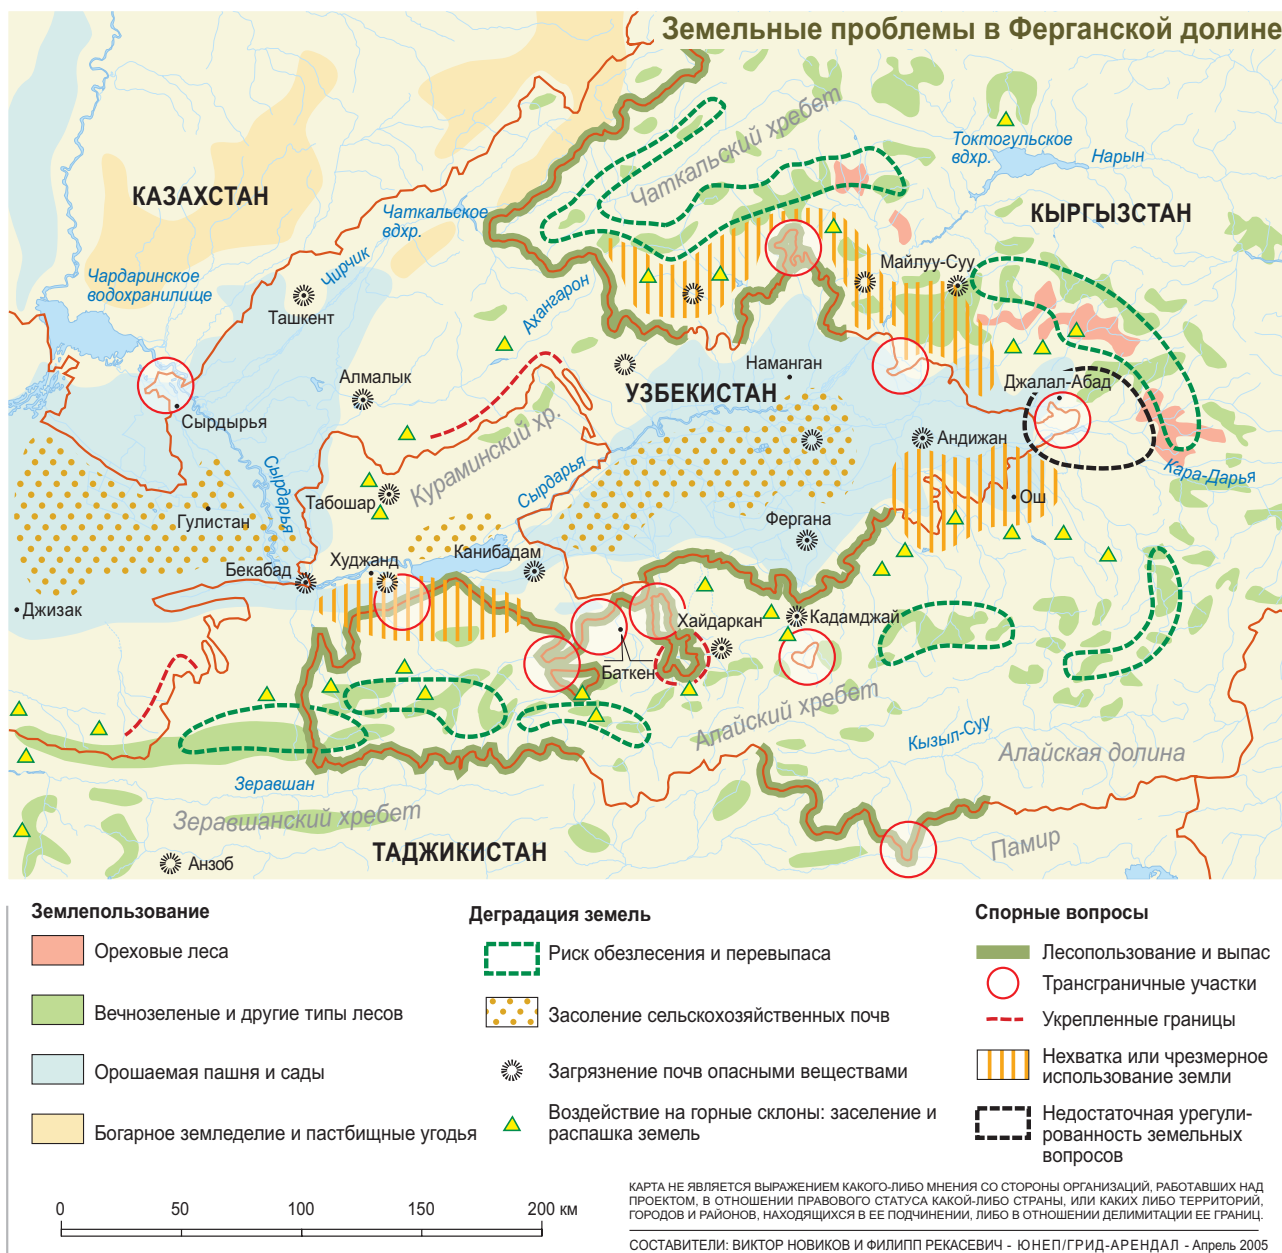 Земельные проблемы в Ферганской долине
Чаткальский хребет
Токтогульское
вдхр.
Нарын
КАЗАХСТАН
Чаткальское
вдхр.
КЫРГЫЗСТАН
Чирчик
Майлуу-Суу
Чардаринское
водохранилище
Ахангарон
Ташкент
Наманган
Алмалык
УЗБЕКИСТАН
Джалал-Абад
Сырдырья
Кураминский хр.
Андижан
Сырдарья
Сырдарья
Кара-Дарья
Табошар
Ош
Гулистан
Фергана
Худжанд
Канибадам
Бекабад
Джизак
Хайдаркан
Кадамджай
Баткен
Алайский хребет
Кызыл-Суу
Алайская долина
Зеравшан
Зеравшанский хребет
Памир
ТАДЖИКИСТАН
Анзоб
Землепользование
Ореховые леса
Вечнозеленые и другие типы лесов
Орошаемая пашня и сады
Богарное земледелие и пастбищные угодья
Деградация земель
Риск обезлесения и перевыпаса
Засоление сельскохозяйственных почв
Загрязнение почв опасными веществами
Воздействие на горные склоны: заселение и
распашка земель
Спорные вопросы
Лесопользование и выпас
Трансграничные участки
Укрепленные границы
Нехватка или чрезмерное
использование земли
Недостаточная урегули-
рованность земельных
вопросов
0 50 100 150 200 км
КАРТА НЕ ЯВЛЯЕТСЯ ВЫРАЖЕНИЕМ КАКОГО-ЛИБО МНЕНИЯ СО СТОРОНЫ ОРГАНИЗАЦИЙ, РАБОТАВШИХ НАД
ПРОЕКТОМ, В ОТНОШЕНИИ ПРАВОВОГО СТАТУСА КАКОЙ-ЛИБО СТРАНЫ, ИЛИ КАКИХ ЛИБО ТЕРРИТОРИЙ,
ГОРОДОВ И РАЙОНОВ, НАХОДЯЩИХСЯ В ЕЕ ПОДЧИНЕНИИ, ЛИБО В ОТНОШЕНИИ ДЕЛИМИТАЦИИ ЕЕ ГРАНИЦ.
СОСТАВИТЕЛИ: ВИКТОР НОВИКОВ И ФИЛИПП РЕКАСЕВИЧ - ЮНЕП/ГРИД-АРЕНДАЛ - Апрель 2005